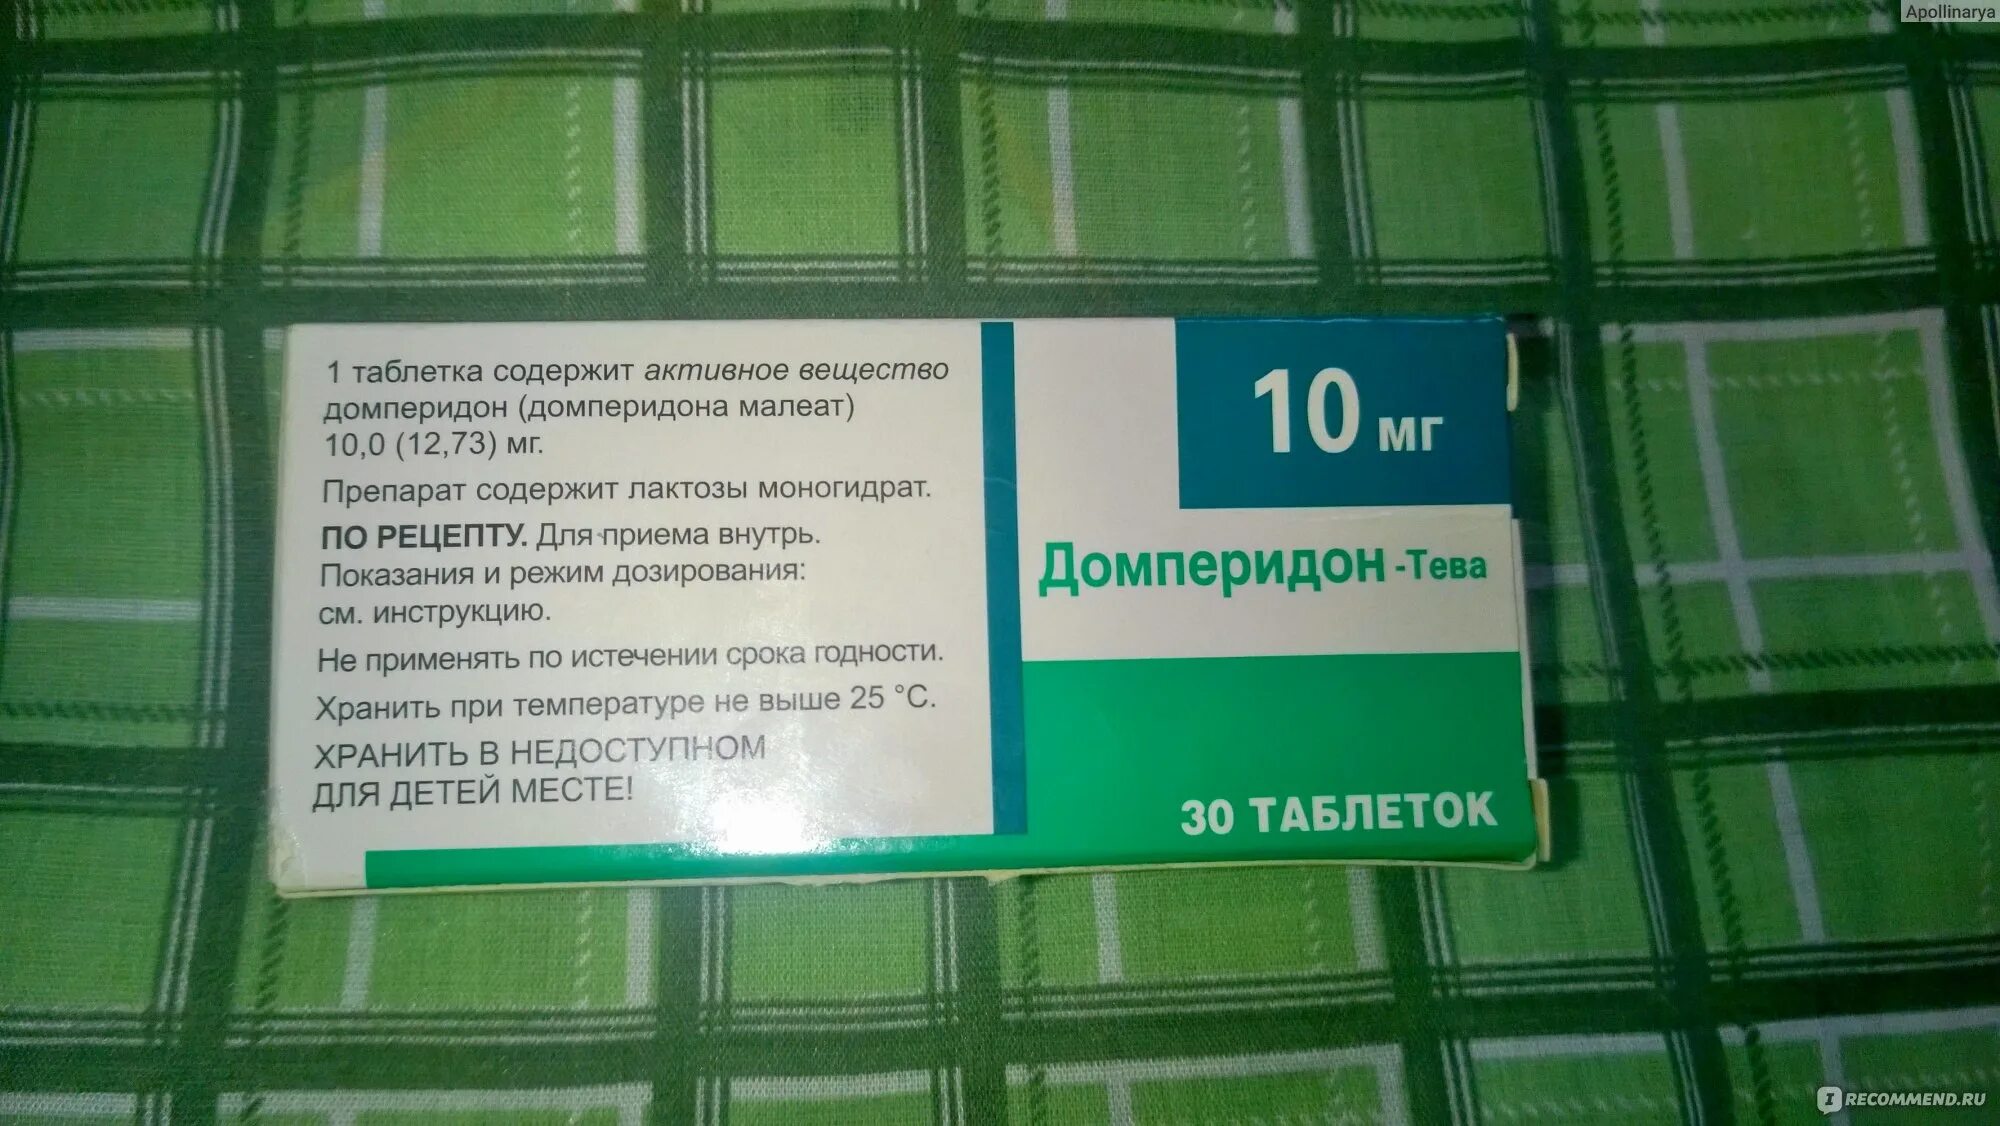 Apollinarya
1 таблетка содержит активное вещество
домперидон (домперидона малеат)
10,0 (12,73) мг.
Препарат содержит лактозы моногидрат.
ПО РЕЦЕПТУ. Для приема внутрь.
Показания и режим дозирования:
см. инструкцию.
Не применять по истечении срока годности.
Хранить при температуре не выше 25 °C.
ХРАНИТЬ В НЕДОСТУПНОМ
ДЛЯ ДЕТЕЙ МЕСТЕ!
10 мг
Домперидон -Тева
30 ТАБЛЕТОК
IRECOMMEND.RU